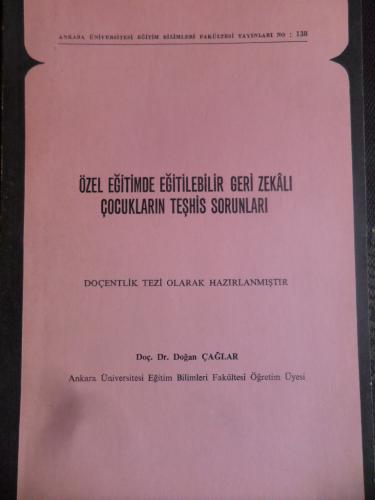 ANKARA ÜNİVERSİTESİ EĞİTİM BİLİMLERİ FAKÜLTESİ YAYINLARI NO : 138
ÖZEL EĞİTİMDE EĞİTİLEBİLİR GERİ ZEKÂLI
ÇOCUKLARIN TEŞHİS SORUNLARI
DOÇENTLİK TEZİ OLARAK HAZIRLANMIŞTIR
Doç. Dr. Doğan ÇAĞLAR
Ankara Üniversitesi Eğitim Bilimleri Fakültesi Öğretim Üyesi